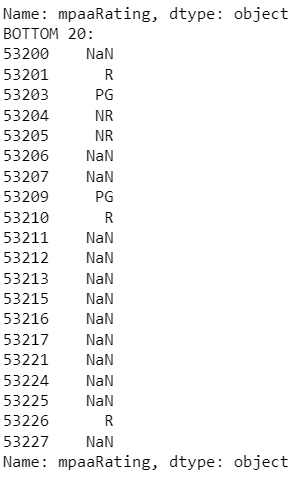 Name: mpaaRating, dtype: object
BOTTOM 20:
53200 NaN
53201 R
53203 PG
53204 NR
53205 NR
53206 NaN
53207 NaN
53209 PG
53210 R
53211 NaN
53212 NaN
53213 NaN
53215 NaN
53216 NaN
53217 NaN
53221 NaN
53224 NaN
53225 NaN
53226 R
53227 NaN
Name: mpaaRating, dtype: object